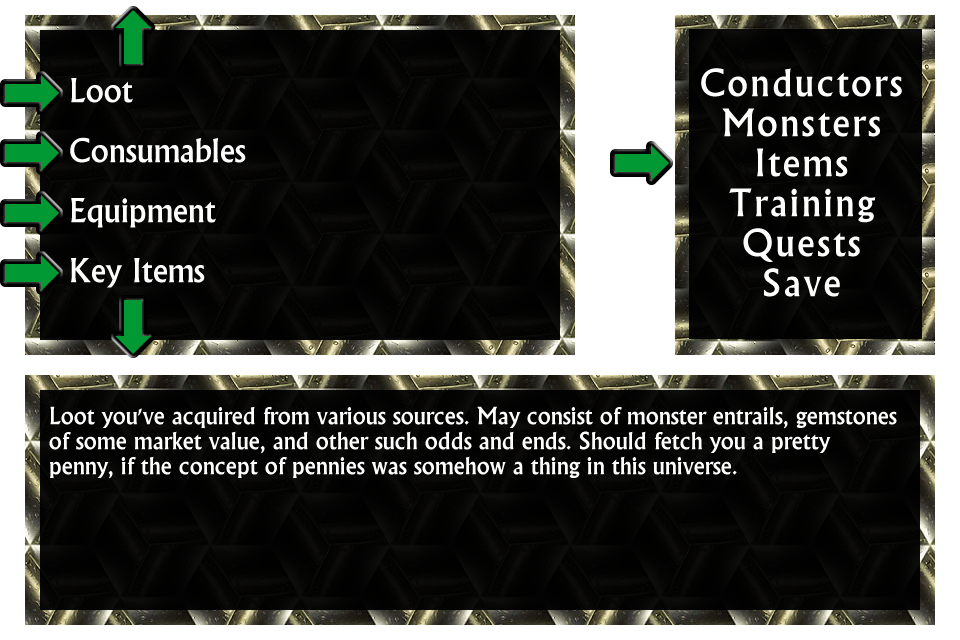 Loot
Consumables
Equipment
Key Items
Conductors
Monsters
Items
Training
Quests
Save
Loot you've acquired from various sources. May consist of monster entrails, gemstones
of some market value, and other such odds and ends. Should fetch you a pretty
penny, if the concept of pennies was somehow a thing in this universe.